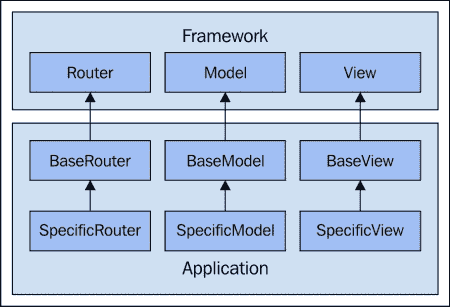 Framework
Router
Model
View
BaseRouter
BaseModel
BaseView
SpecificRouter
SpecificModel
SpecificView
Application